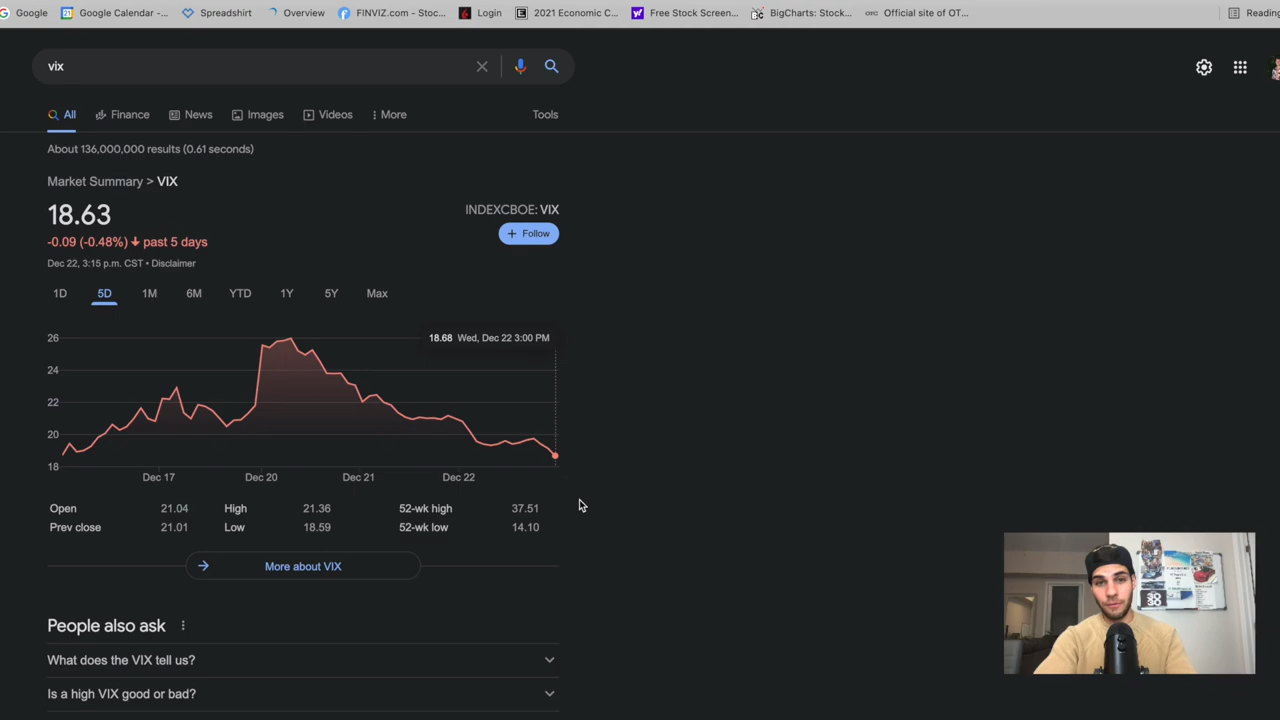 Google Google Calendar -... Spreadshirt Overview FINVIZ.com - Stoc... Login 2021 Economic C... Free Stock Screen... BigCharts: Stock... OTC Official site of OT... Reading
vix
All Finance News Images Videos More Tools
About 136,000,000 results (0.61 seconds)
Market Summary > VIX
18.63
INDEXCBOE: VIX
-0.09 (-0.48%) past 5 days
+ Follow
Dec 22, 3:15 p.m. CST • Disclaimer
1D 5D 1M 6M YTD 1Y 5Y Max
18.68 Wed, Dec 22 3:00 PM
26
24
22
20
18
Dec 17 Dec 20 Dec 21 Dec 22
Open 21.04 High 21.36 52-wk high 37.51
Prev close 21.01 Low 18.59 52-wk low 14.10
More about VIX
People also ask
What does the VIX tell us?
Is a high VIX good or bad?